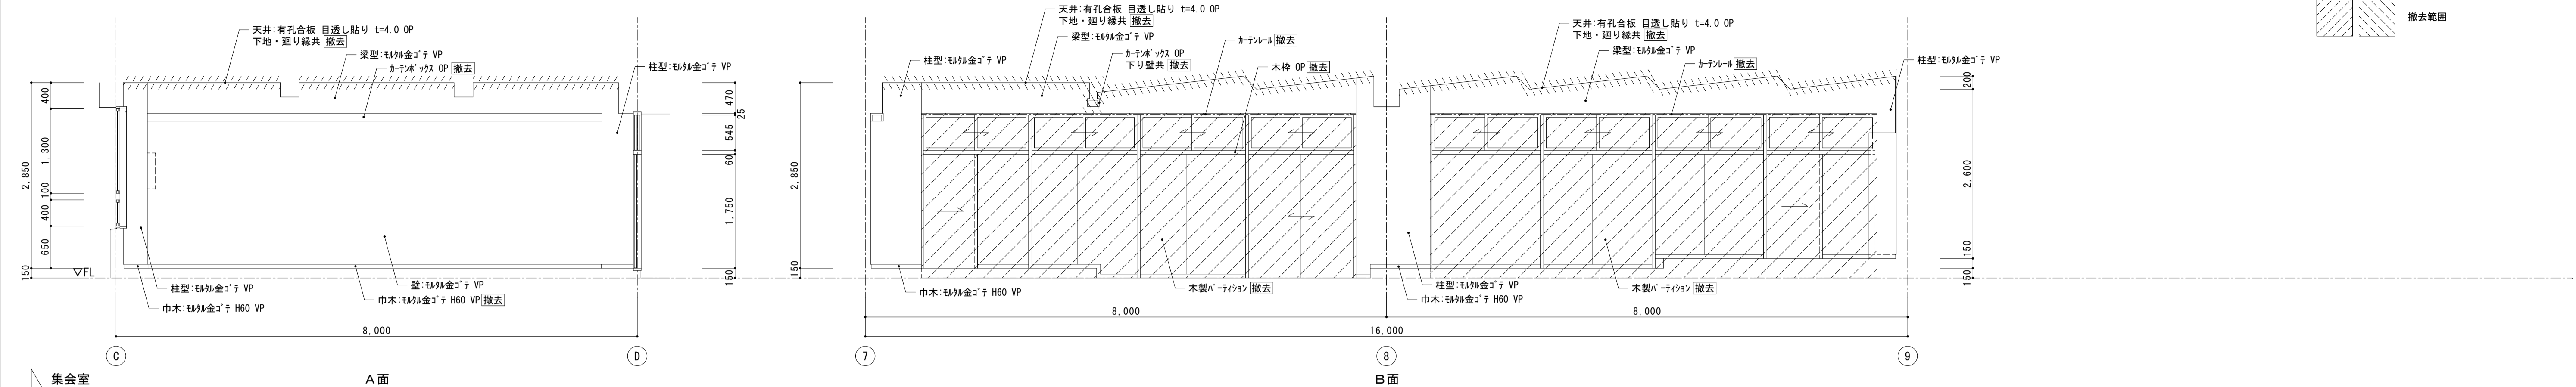 天井:有孔合板 目透し貼り t=4.0 OP
下地・廻り縁共 撤去
梁型:モルタル金ゴテ VP
カーテンボックス OP 撤去
柱型:モルタル金ゴテ VP
2,850
150
400
1,300
100
400
650
▽FL
470
25
545
60
1,750
150
柱型:モルタル金ゴテ VP
巾木:モルタル金ゴテ H60 VP
壁:モルタル金ゴテ VP
巾木:モルタル金ゴテ H60 VP 撤去
8,000
C
D
集会室
A面
天井:有孔合板 目透し貼り t=4.0 OP
下地・廻り縁共 撤去
梁型:モルタル金ゴテ VP
柱型:モルタル金ゴテ VP
カーテンボックス OP
下り壁共 撤去
カーテンレール 撤去
木枠 OP 撤去
天井:有孔合板 目透し貼り t=4.0 OP
下地・廻り縁共 撤去
梁型:モルタル金ゴテ VP
カーテンレール 撤去
柱型:モルタル金ゴテ VP
2,850
150
200
2,600
150
150
巾木:モルタル金ゴテ H60 VP
木製パーティション 撤去
柱型:モルタル金ゴテ VP
巾木:モルタル金ゴテ H60 VP
木製パーティション 撤去
8,000
8,000
16,000
7
8
9
B面
撤去範囲